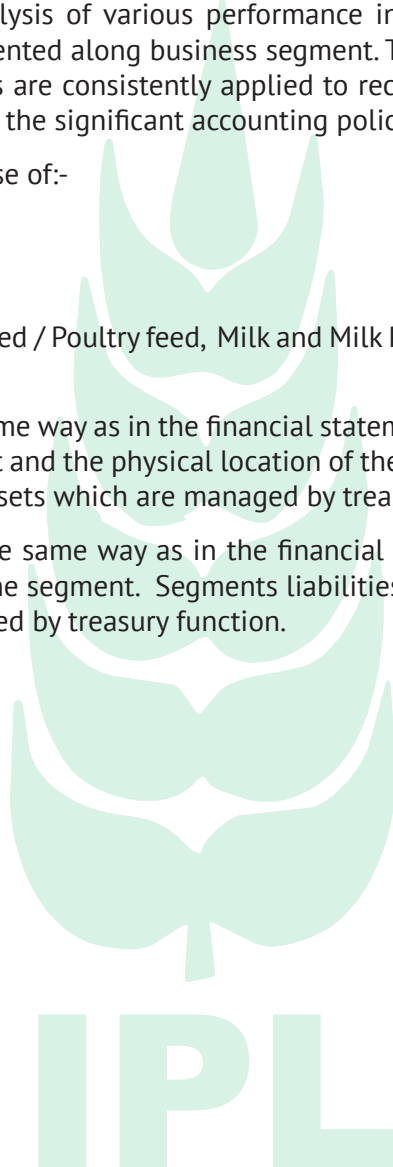 lysis of various performance in
ented along business segment. T
s are consistently applied to rec
the significant accounting polic
se of:-
ed / Poultry feed, Milk and Milk
me way as in the financial statem
t and the physical location of the
sets which are managed by trea
e same way as in the financial
he segment. Segments liabilities
ed by treasury function.
IPL